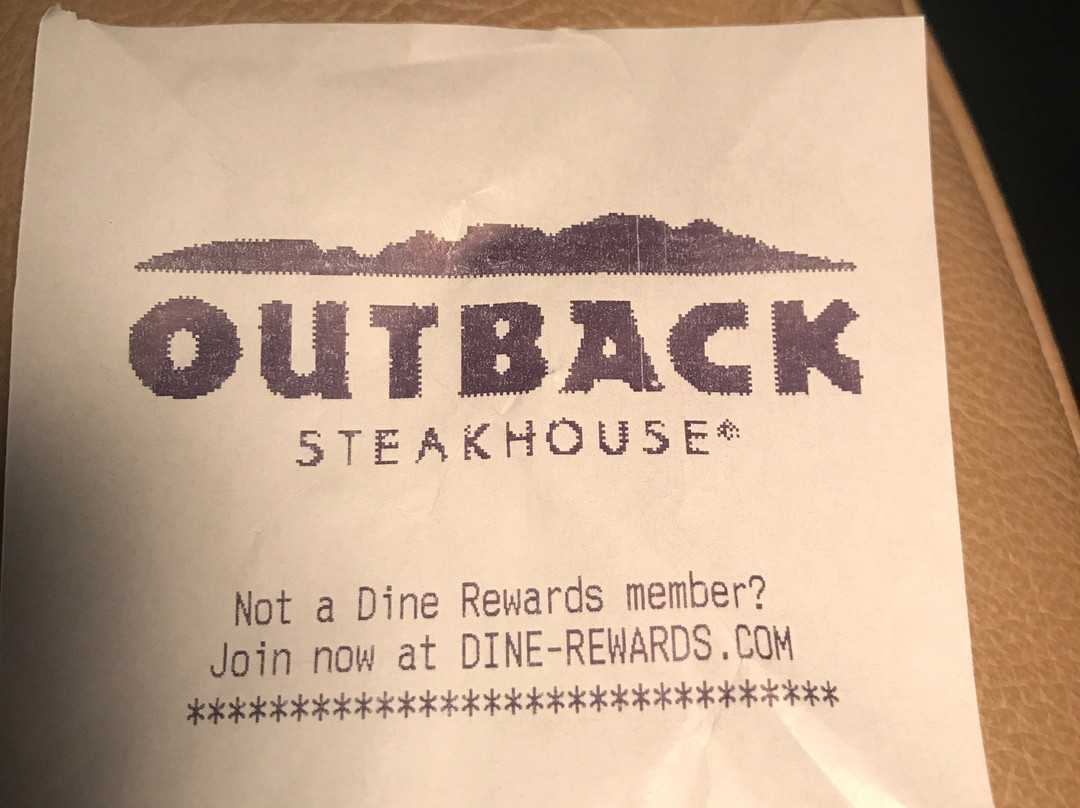 OUTBACK
STEAKHOUSE®
Not a Dine Rewards member?
Join now at DINE-REWARDS.COM
*******************************